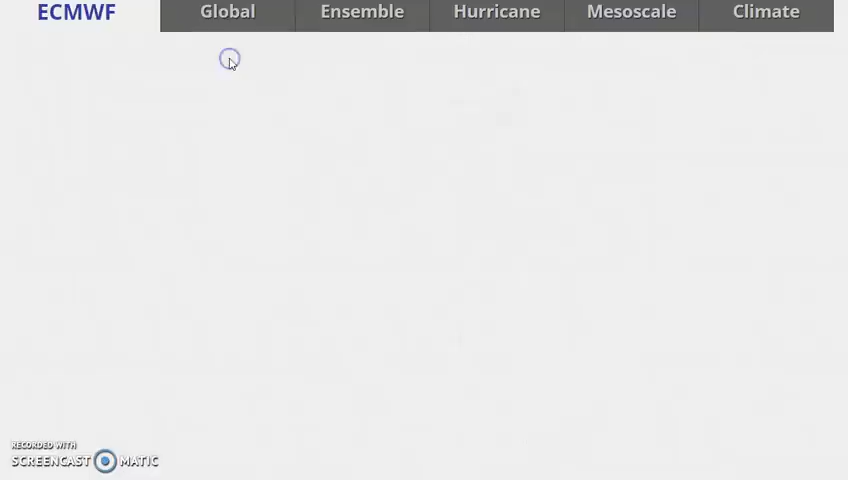 ECMWF Global Ensemble Hurricane Mesoscale Climate
RECORDED WITH
SCREENCAST MATIC